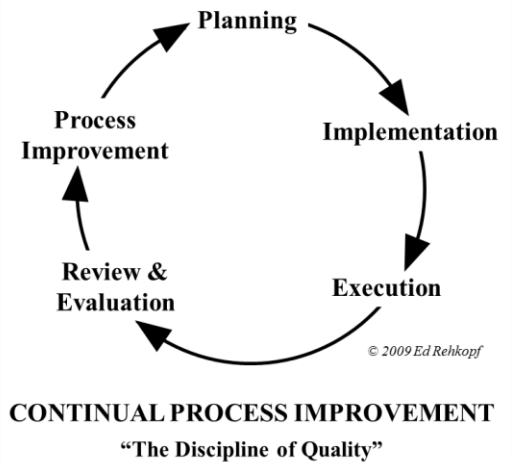 Planning
Implementation
Execution
Review &
Evaluation
Process
Improvement
© 2009 Ed Rehkopf
CONTINUAL PROCESS IMPROVEMENT
“The Discipline of Quality”